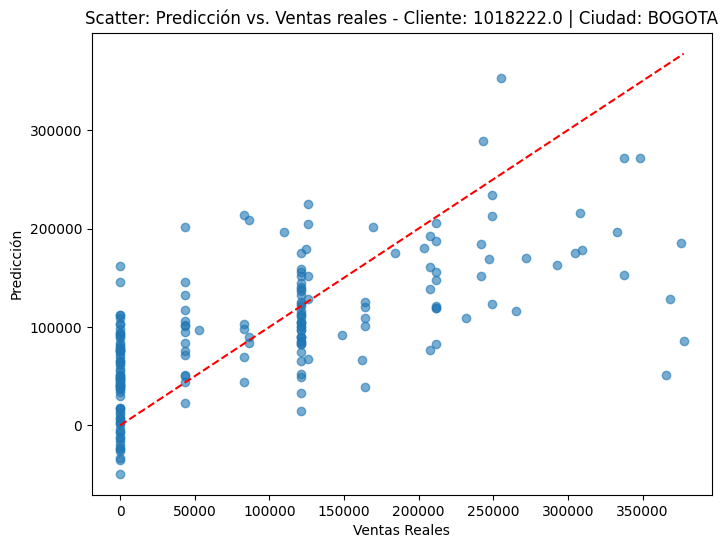 Scatter: Predicción vs. Ventas reales - Cliente: 1018222.0 | Ciudad: BOGOTA
300000
200000
100000
0
Predicción
0 50000 100000 150000 200000 250000 300000 350000
Ventas Reales